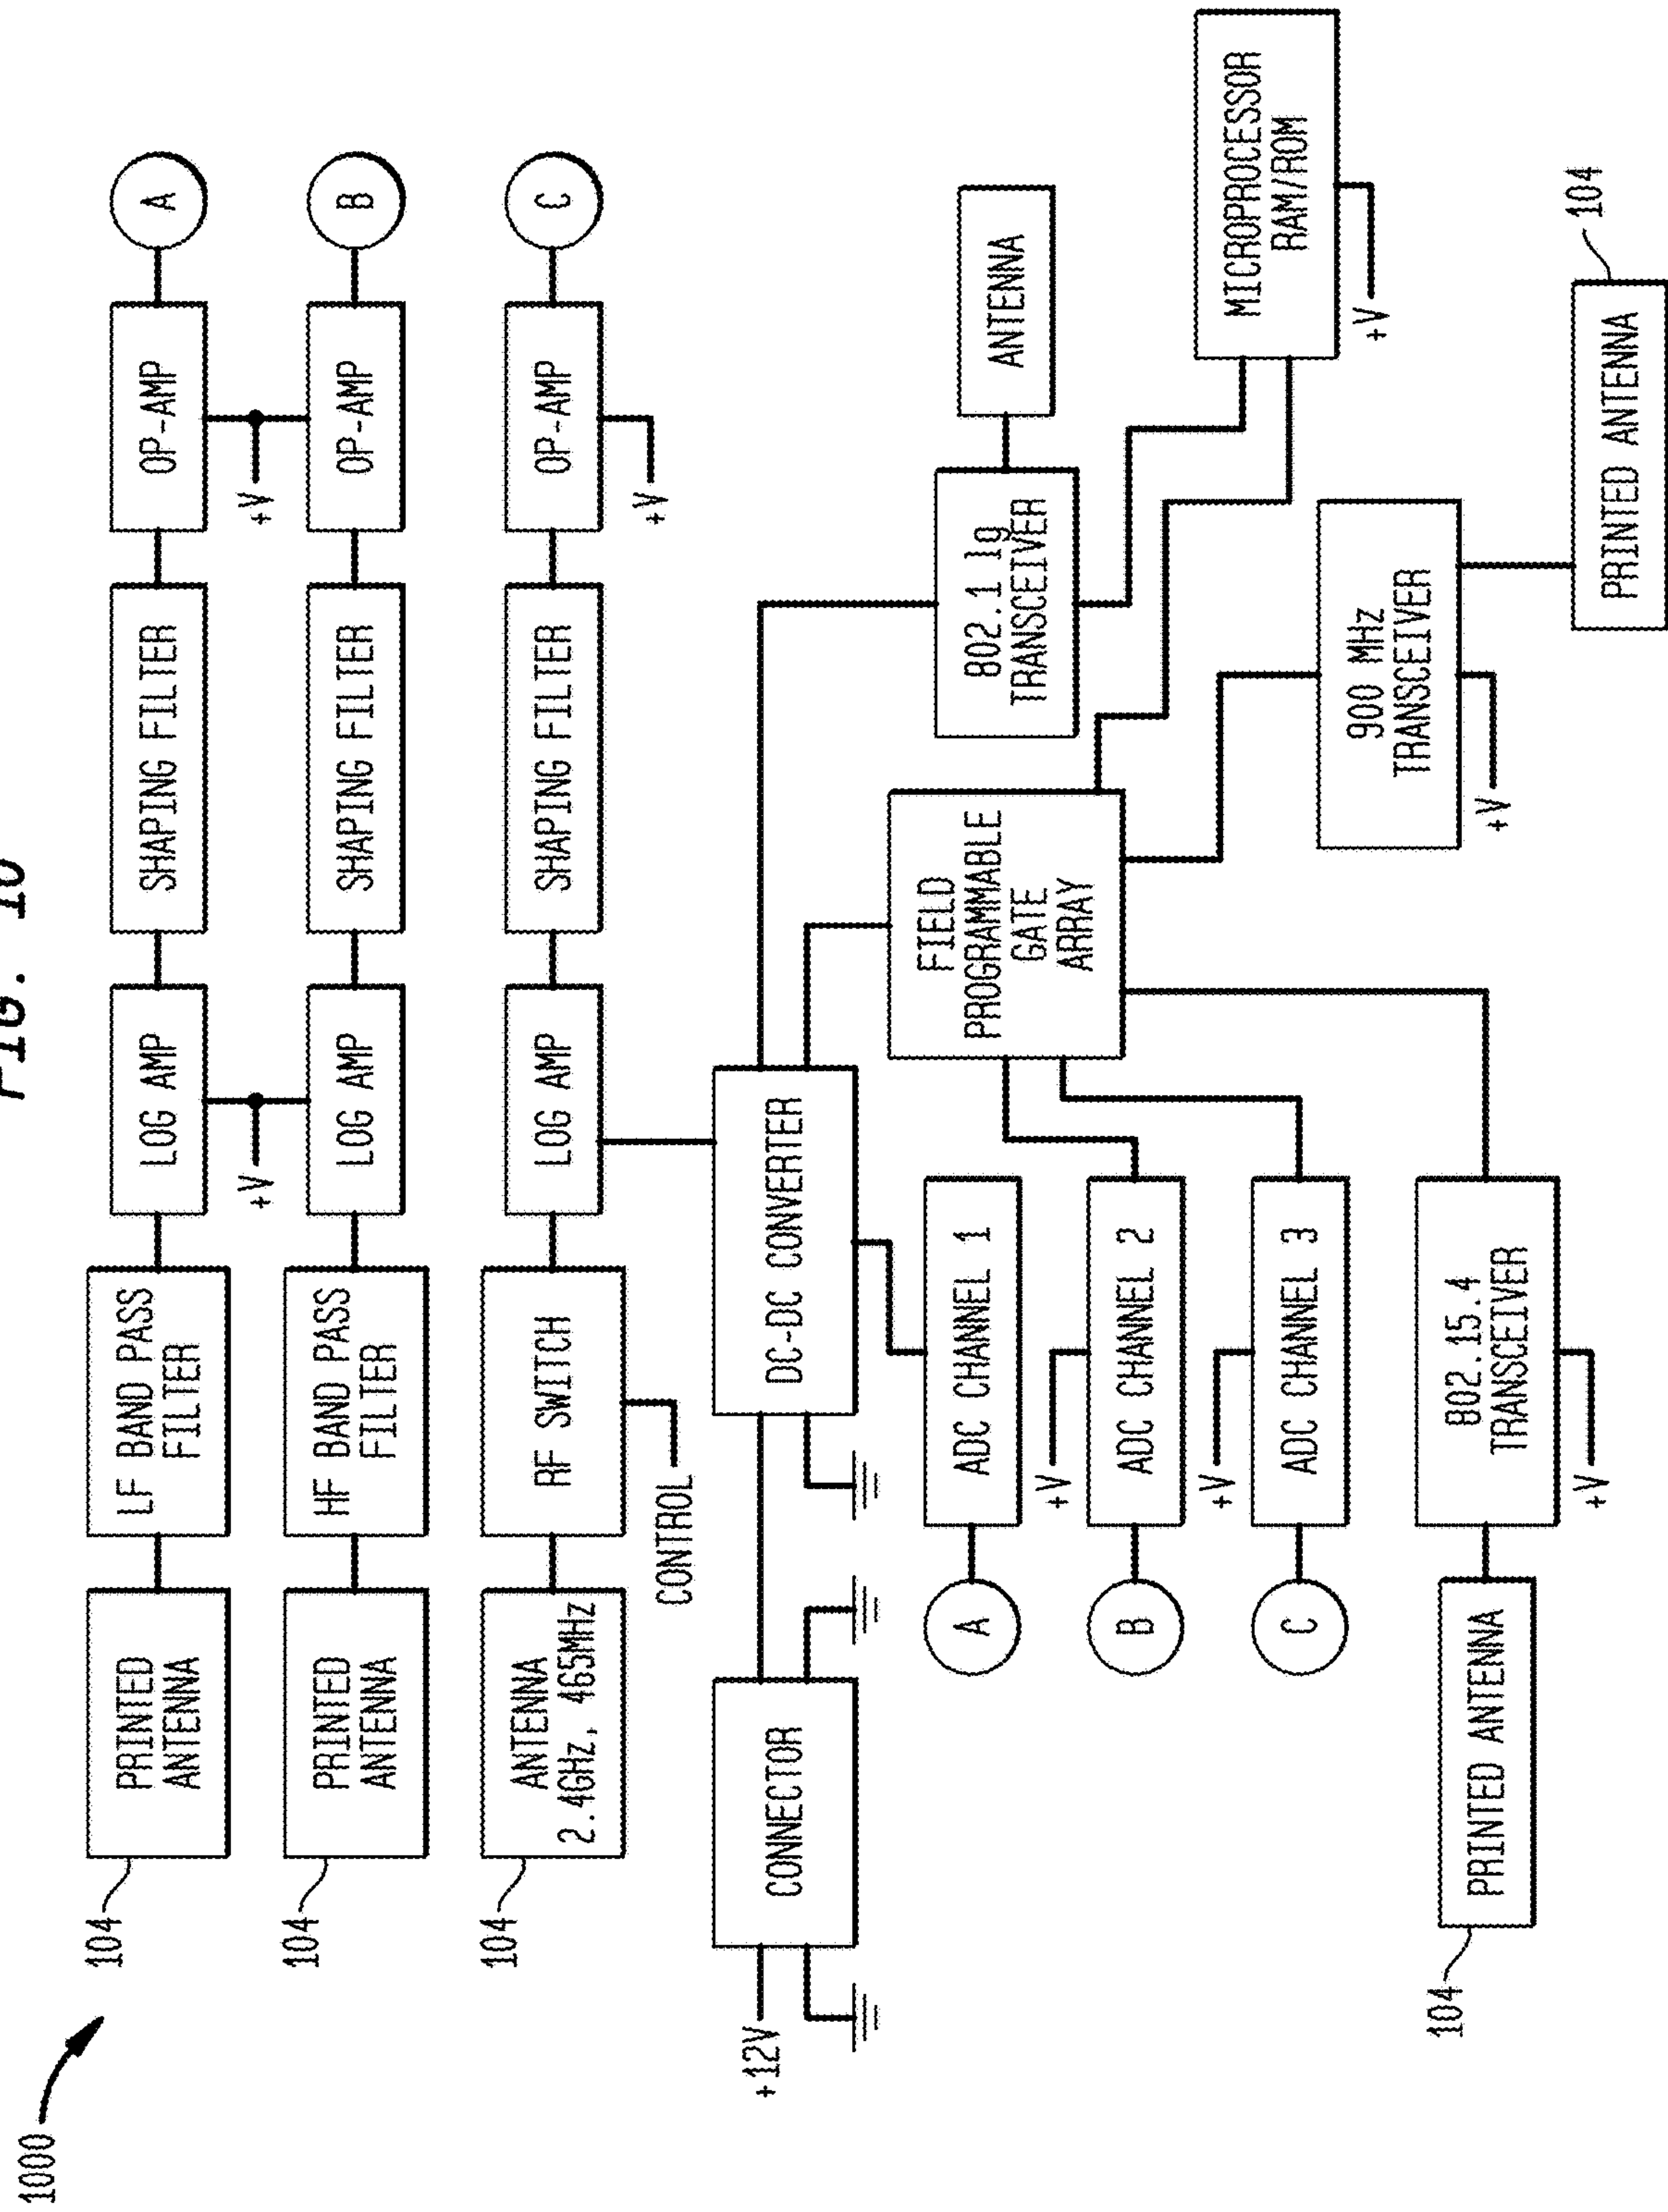 FIG. 10
1000
104
PRINTED
ANTENNA
LF BAND PASS
FILTER
LOG AMP
SHAPING FILTER
OP-AMP
A
+V
+V
104
PRINTED
ANTENNA
HF BAND PASS
FILTER
LOG AMP
SHAPING FILTER
OP-AMP
B
104
ANTENNA
2.4GHz, 465MHz
RF SWITCH
LOG AMP
SHAPING FILTER
OP-AMP
C
CONTROL
+V
+12V
CONNECTOR
DC-DC CONVERTER
802.1 1g
TRANSCEIVER
ANTENNA
A
ADC CHANNEL 1
FIELD
PROGRAMMABLE
GATE
ARRAY
+V
B
ADC CHANNEL 2
MICROPROCESSOR
RAM/ROM
+V
+V
C
ADC CHANNEL 3
900 MHz
TRANSCEIVER
+V
104
PRINTED ANTENNA
802.15.4
TRANSCEIVER
+V
PRINTED ANTENNA
104